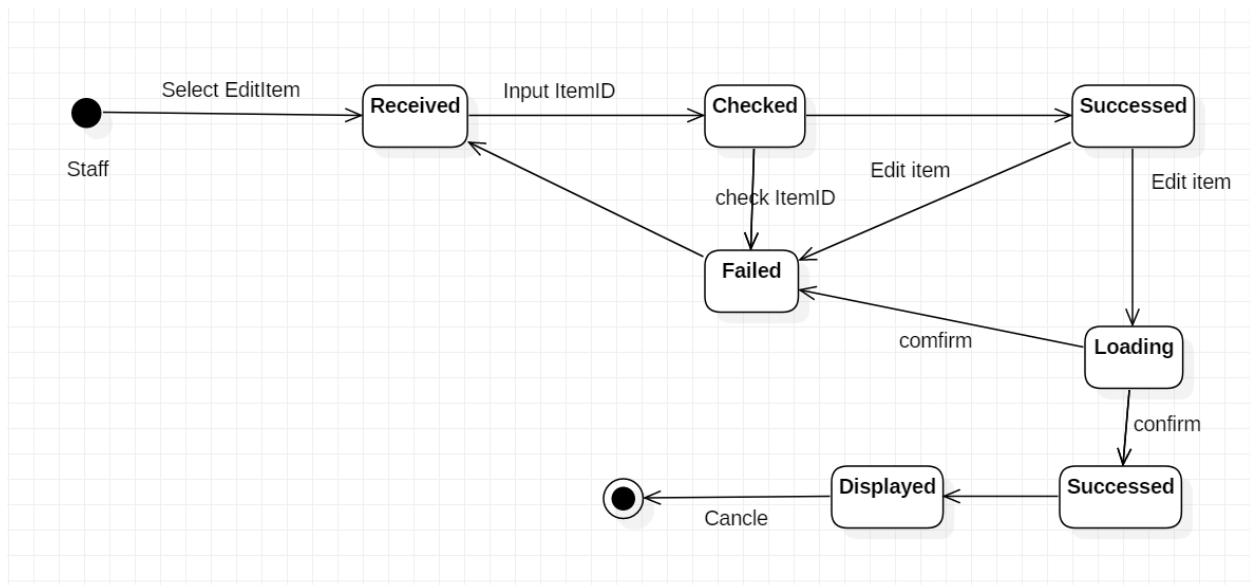 Select EditItem
Input ItemID
Received
Checked
Successed
Staff
Edit item
Edit item
check ItemID
Failed
comfirm
Loading
confirm
Displayed
Successed
Cancle